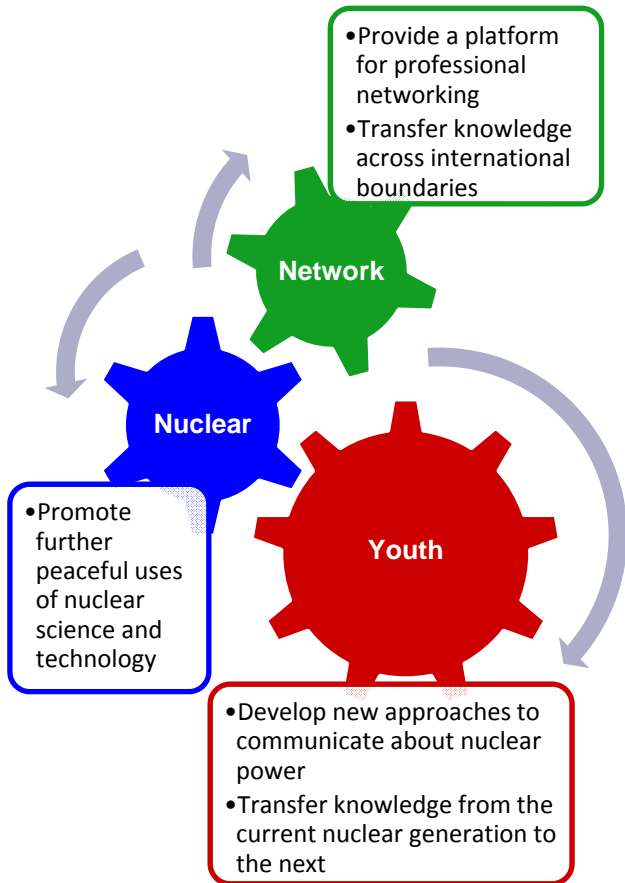 •Provide a platform
for professional
networking
•Transfer knowledge
across international
boundaries
Network
Nuclear
•Promote
further
peaceful uses
of nuclear
science and
technology
Youth
•Develop new approaches to
communicate about nuclear
power
•Transfer knowledge from the
current nuclear generation to
the next